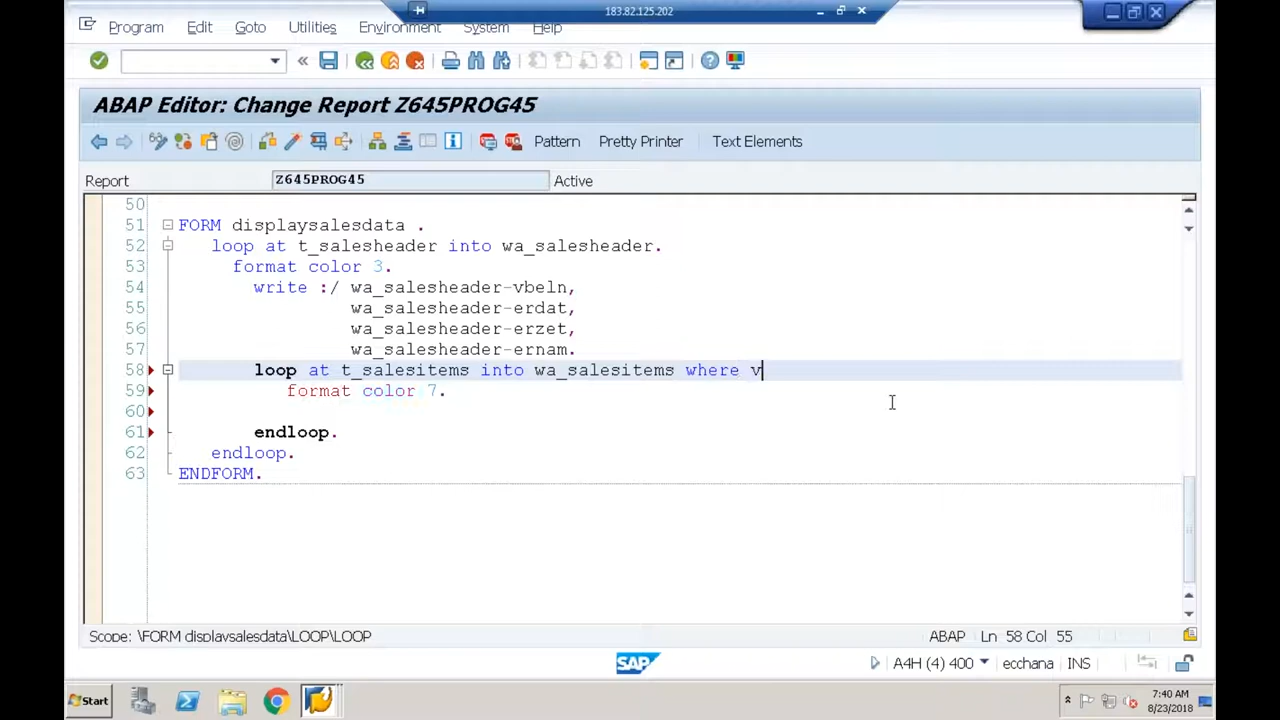 183.82.125.202
Program Edit Goto Utilities Environment System Help
ABAP Editor: Change Report Z645PROG45
Pattern Pretty Printer Text Elements
Report Z645PROG45 Active
50
51 FORM displaysalesdata .
52 loop at t_salesheader into wa_salesheader.
53 format color 3.
54 write :/ wa_salesheader-vbeln,
55 wa_salesheader-erdat,
56 wa_salesheader-erzet,
57 wa_salesheader-ernam.
58 loop at t_salesitems into wa_salesitems where v
59 format color 7.
60
61 endloop.
62 endloop.
63 ENDFORM.
Scope: \FORM displaysalesdata\LOOP\LOOP ABAP Ln 58 Col 55
SAP A4H (4) 400 ecchana INS
Start 7:40 AM
8/23/2018